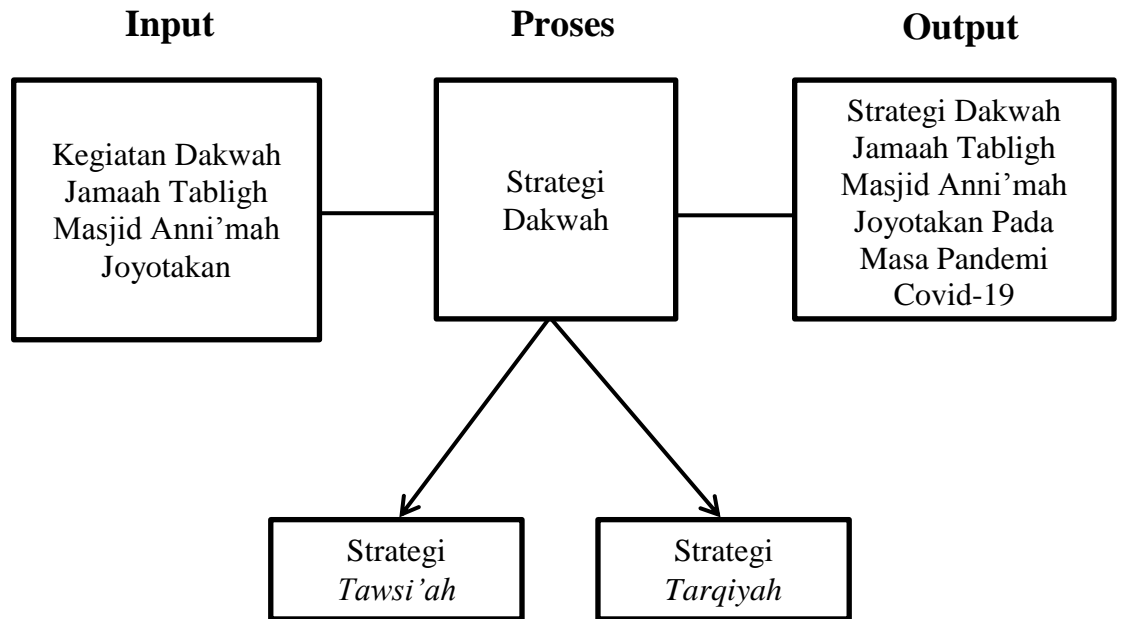 Input
Proses
Output
Kegiatan Dakwah
Jamaah Tabligh
Masjid Anni’mah
Joyotakan
Strategi
Dakwah
Strategi Dakwah
Jamaah Tabligh
Masjid Anni’mah
Joyotakan Pada
Masa Pandemi
Covid-19
Strategi
Tawsi’ah
Strategi
Tarqiyah